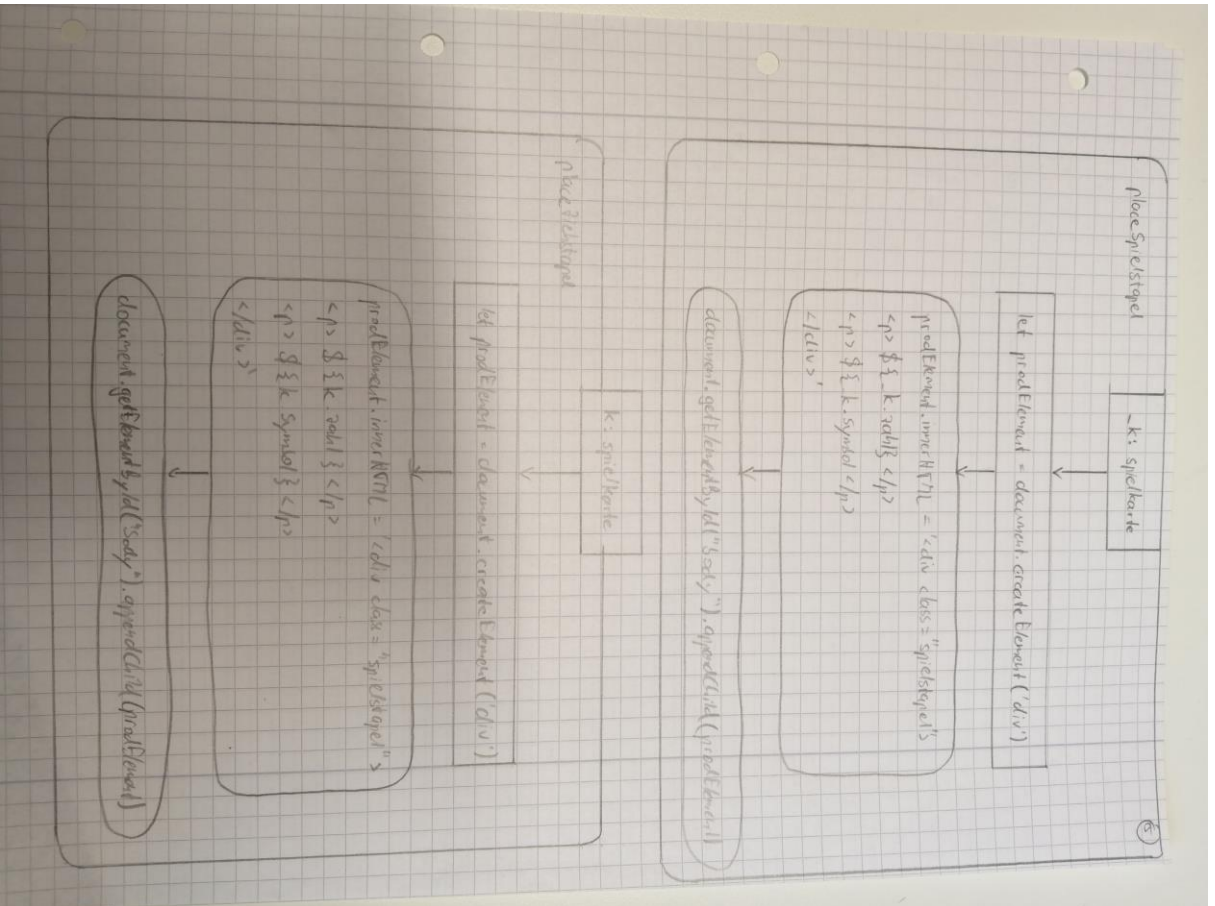 placeSpielstapel
_k: spielkarte
⑤
let prodElement = document.createElement('div')
prodElement.innerHTML = '<div class="spielstapel">
<p> ${_k.zahl} </p>
<p> ${_k.symbol </p>
</div>'
document.getElementById("body").appendChild(prodElement)
placeZiehstapel
k: spielkarte
let prodElement = document.createElement('div')
prodElement.innerHTML = '<div class="spielstapel">
<p> ${k.zahl} </p>
<p> ${k.symbol} </p>
</div>'
document.getElementById("body").appendChild(prodElement)